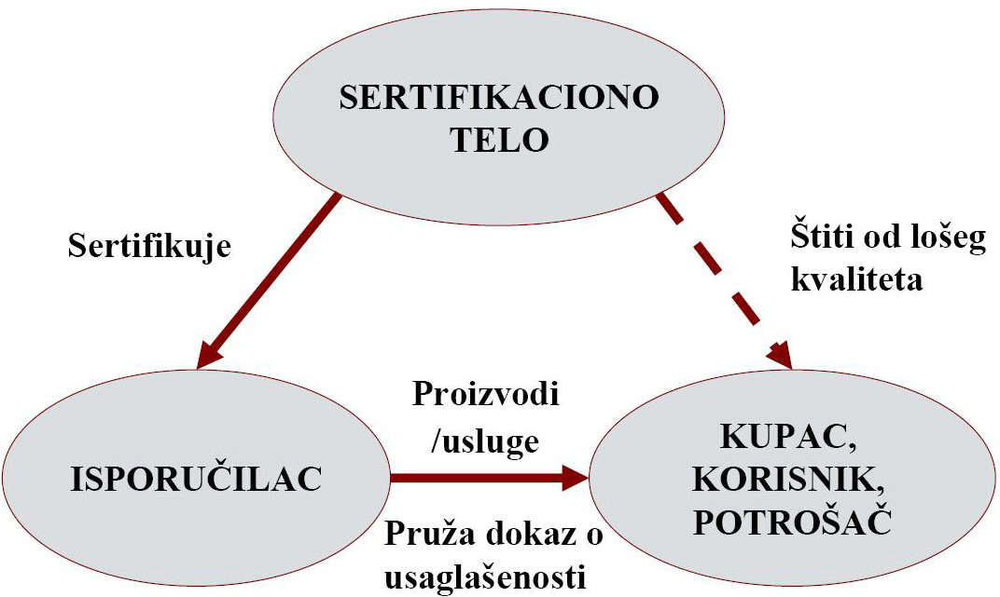 SERTIFIKACIONO
TELO
Sertifikuje
Štiti od lošeg
kvaliteta
Proizvodi
/usluge
ISPORUČILAC
KUPAC,
KORISNIK,
POTROŠAČ
Pruža dokaz o
usaglašenosti